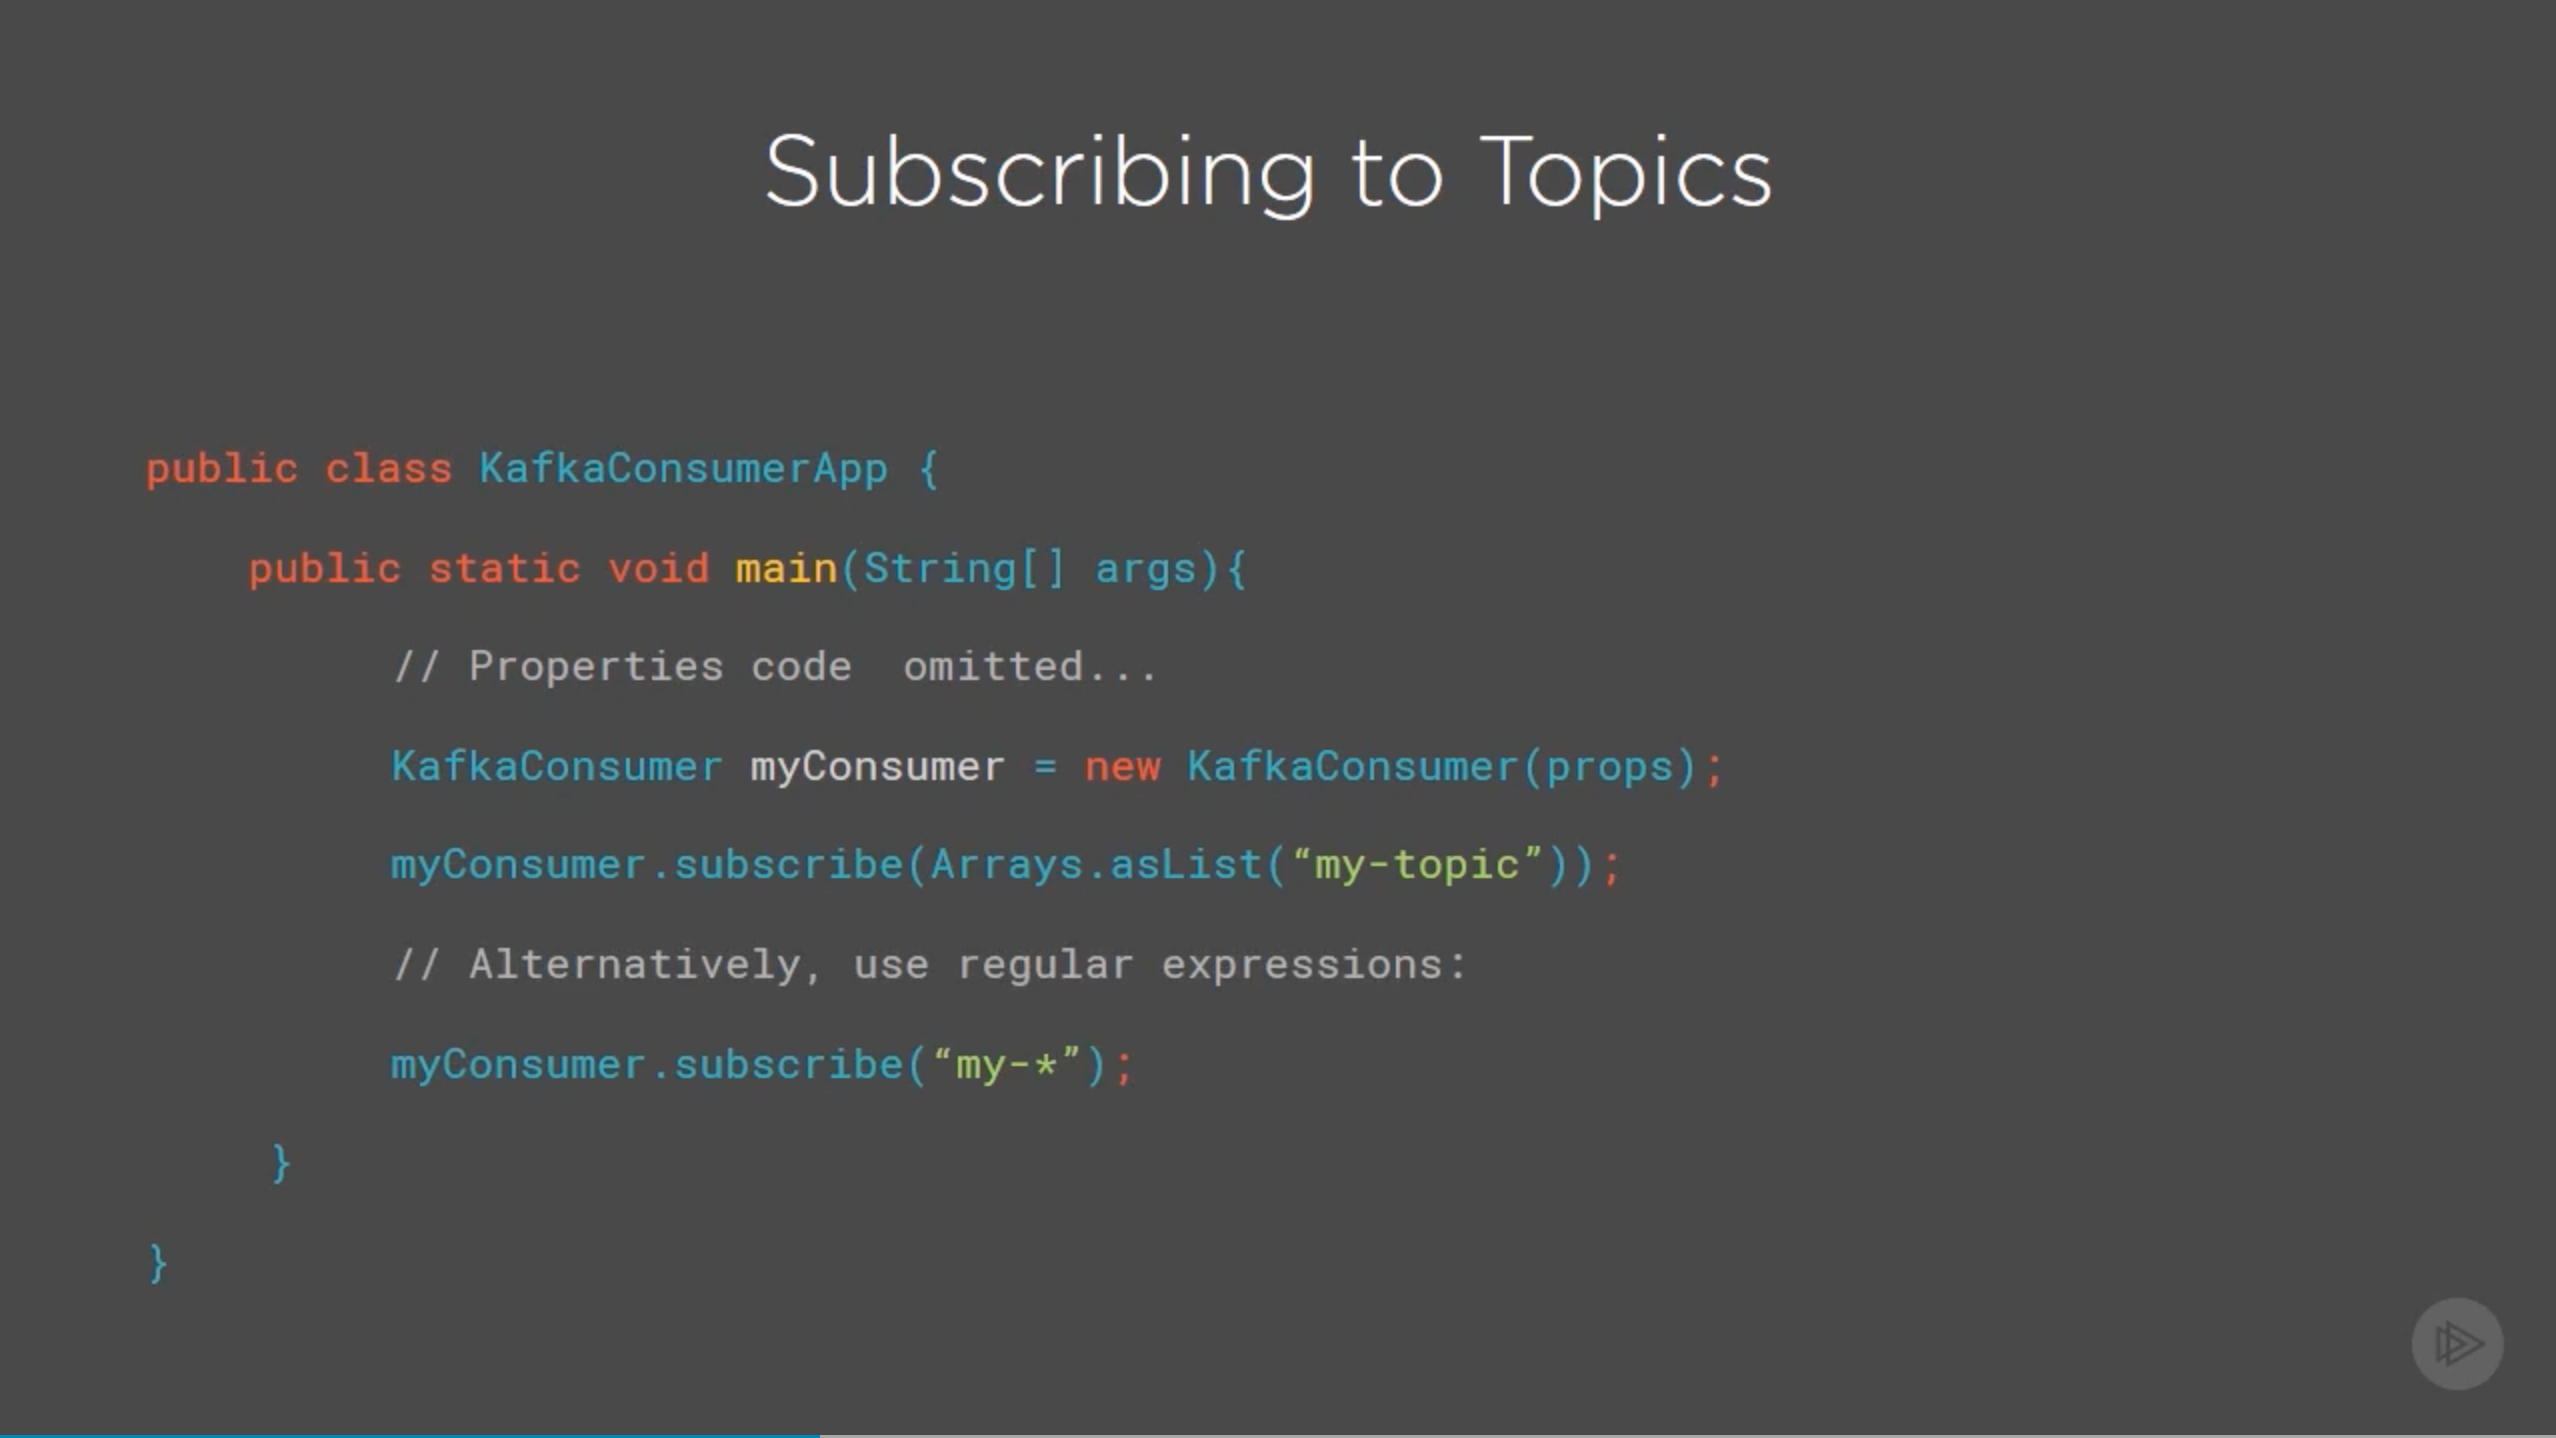 Subscribing to Topics
public class KafkaConsumerApp {
public static void main(String[] args){
// Properties code  omitted...
KafkaConsumer myConsumer = new KafkaConsumer(props);
myConsumer.subscribe(Arrays.asList(“my-topic”));
// Alternatively, use regular expressions:
myConsumer.subscribe(“my-*”);
}
}